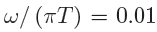 ω/ (πT) = 0.01